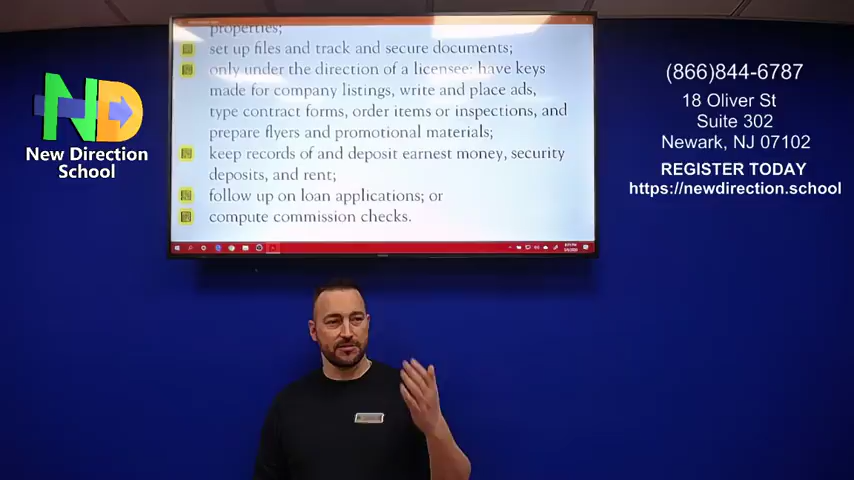 properties;
set up files and track and secure documents;
only under the direction of a licensee: have keys
made for company listings, write and place ads,
type contract forms, order items or inspections, and
prepare flyers and promotional materials;
keep records of and deposit earnest money, security
deposits, and rent;
follow up on loan applications; or
compute commission checks.
ND
New Direction
School
(866)844-6787
18 Oliver St
Suite 302
Newark, NJ 07102
REGISTER TODAY
https://newdirection.school